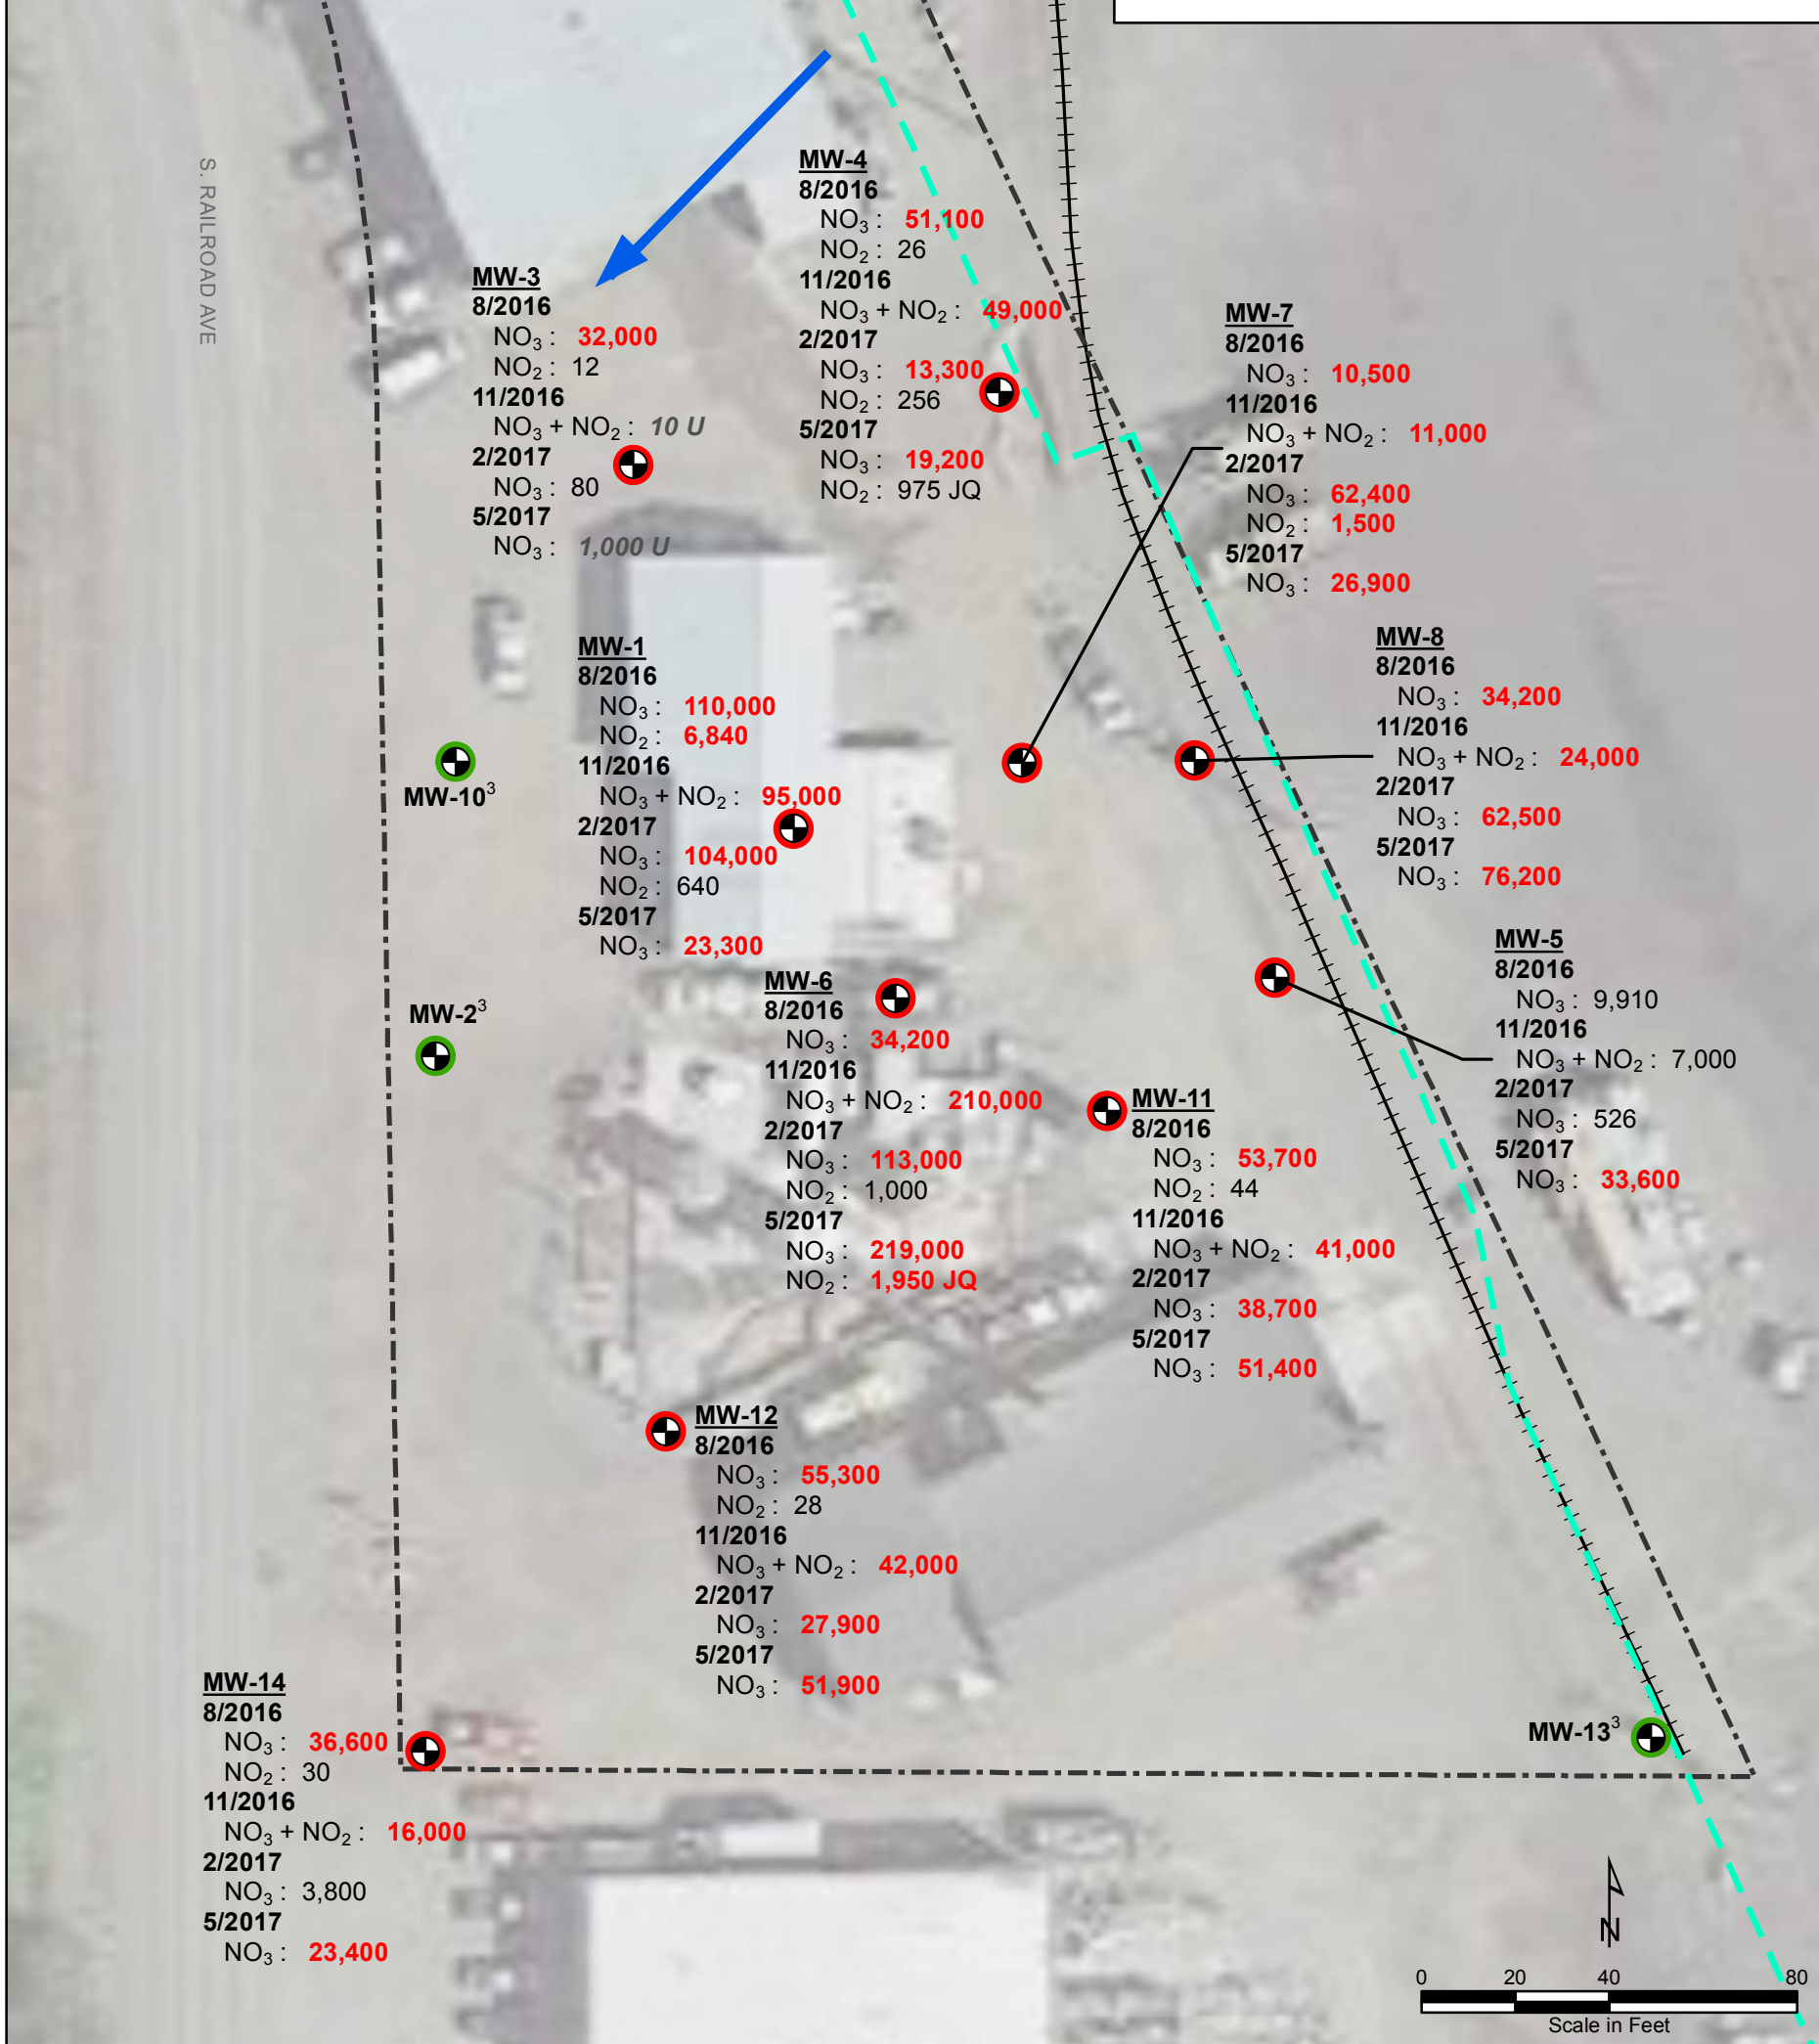 S. RAILROAD AVE
MW-4
8/2016
NO₃ : 51,100
NO₂ : 26
11/2016
NO₃ + NO₂ : 49,000
2/2017
NO₃ : 13,300
NO₂ : 256
5/2017
NO₃ : 19,200
NO₂ : 975 JQ
MW-3
8/2016
NO₃ : 32,000
NO₂ : 12
11/2016
NO₃ + NO₂ : 10 U
2/2017
NO₃ : 80
5/2017
NO₃ : 1,000 U
MW-7
8/2016
NO₃ : 10,500
11/2016
NO₃ + NO₂ : 11,000
2/2017
NO₃ : 62,400
NO₂ : 1,500
5/2017
NO₃ : 26,900
MW-1
8/2016
NO₃ : 110,000
NO₂ : 6,840
11/2016
NO₃ + NO₂ : 95,000
2/2017
NO₃ : 104,000
NO₂ : 640
5/2017
NO₃ : 23,300
MW-8
8/2016
NO₃ : 34,200
11/2016
NO₃ + NO₂ : 24,000
2/2017
NO₃ : 62,500
5/2017
NO₃ : 76,200
MW-10³
MW-2³
MW-6
8/2016
NO₃ : 34,200
11/2016
NO₃ + NO₂ : 210,000
2/2017
NO₃ : 113,000
NO₂ : 1,000
5/2017
NO₃ : 219,000
NO₂ : 1,950 JQ
MW-5
8/2016
NO₃ : 9,910
11/2016
NO₃ + NO₂ : 7,000
2/2017
NO₃ : 526
5/2017
NO₃ : 33,600
MW-11
8/2016
NO₃ : 53,700
NO₂ : 44
11/2016
NO₃ + NO₂ : 41,000
2/2017
NO₃ : 38,700
5/2017
NO₃ : 51,400
MW-12
8/2016
NO₃ : 55,300
NO₂ : 28
11/2016
NO₃ + NO₂ : 42,000
2/2017
NO₃ : 27,900
5/2017
NO₃ : 51,900
MW-14
8/2016
NO₃ : 36,600
NO₂ : 30
11/2016
NO₃ + NO₂ : 16,000
2/2017
NO₃ : 3,800
5/2017
NO₃ : 23,400
MW-13³
N
0 20 40 80
Scale in Feet